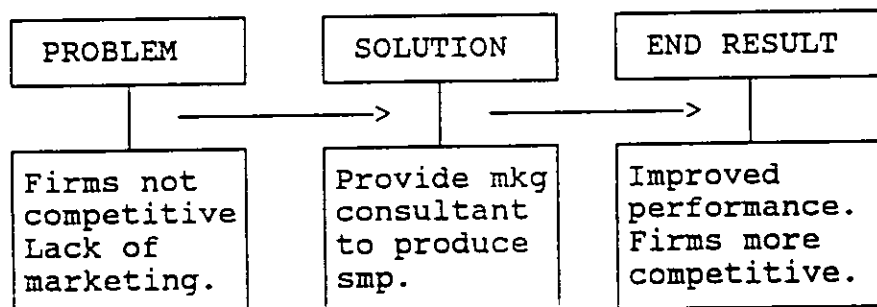 PROBLEM
SOLUTION
END RESULT
Firms not
competitive
Lack of
marketing.
Provide mkg
consultant
to produce
smp.
Improved
performance.
Firms more
competitive.